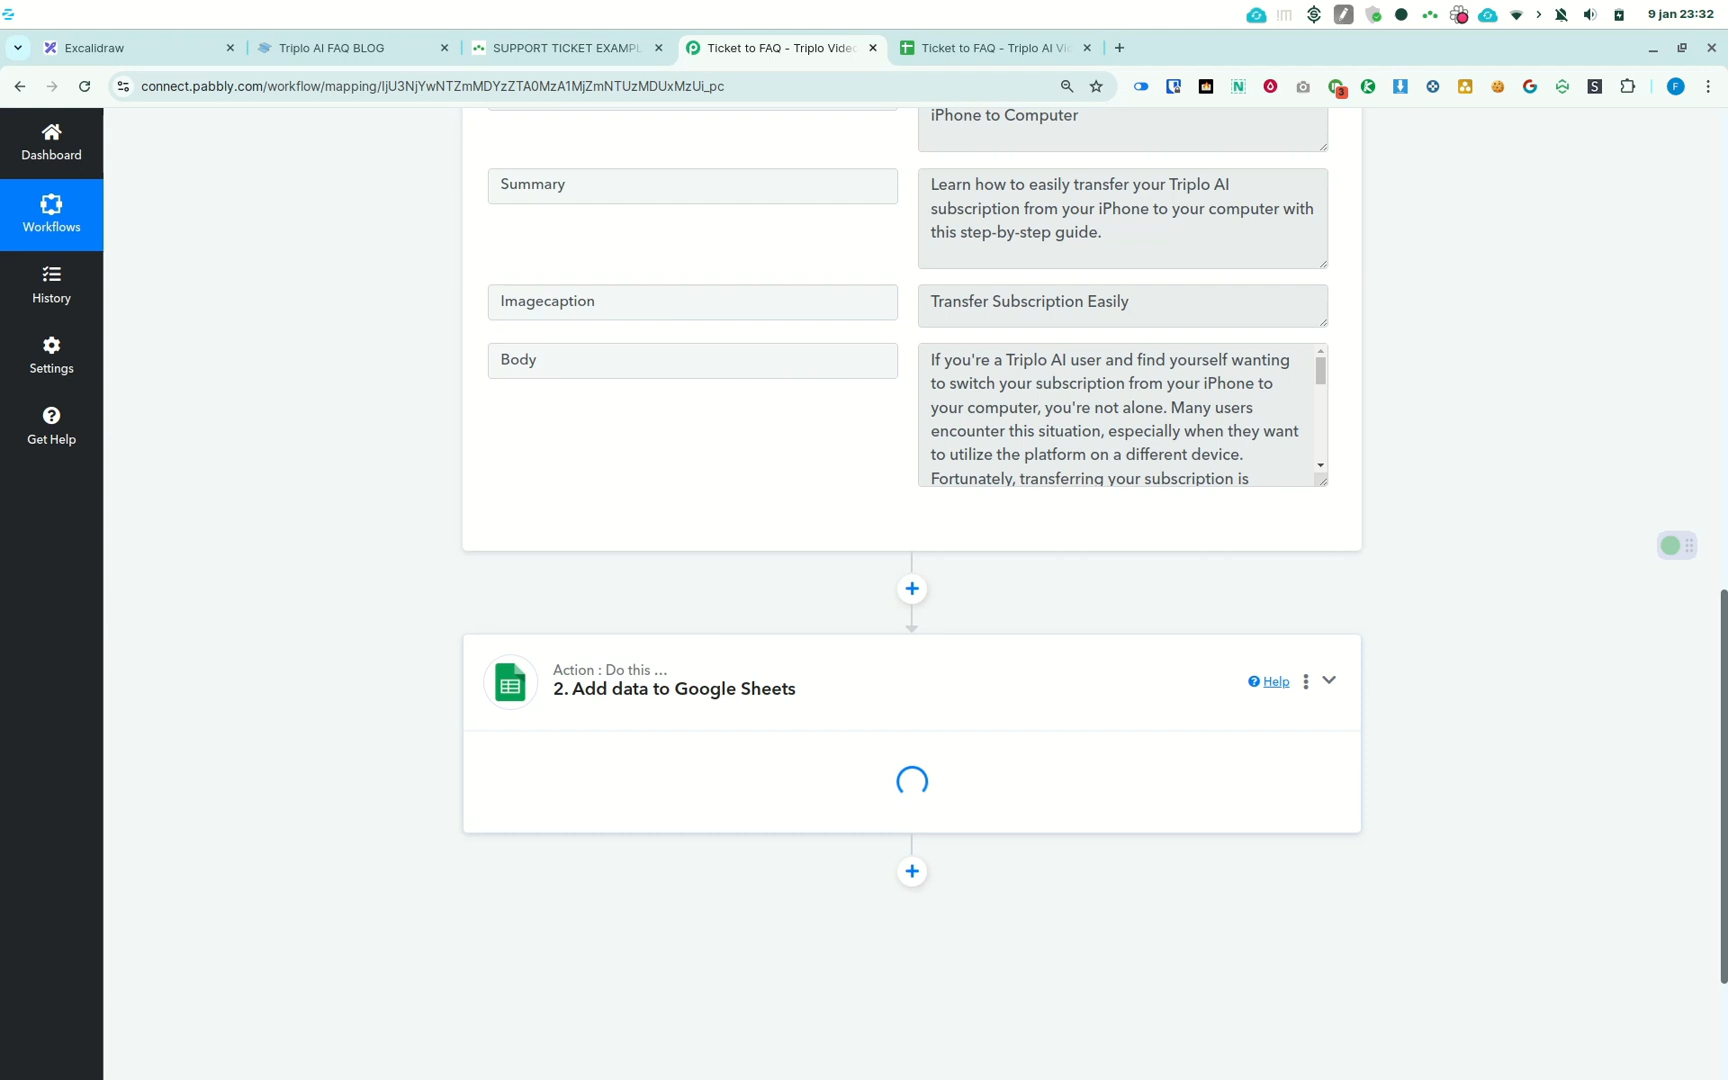 9 jan 23:32
Excalidraw
Triplo AI FAQ BLOG
SUPPORT TICKET EXAMPL
Ticket to FAQ - Triplo Video
Ticket to FAQ - Triplo AI Vi
connect.pabbly.com/workflow/mapping/IjU3NjYwNTZmMDYzZTA0MzA1MjZmNTUzMDUxMzUi_pc
3
F
Dashboard
Workflows
History
Settings
Get Help
iPhone to Computer
Summary
Learn how to easily transfer your Triplo AI
subscription from your iPhone to your computer with
this step-by-step guide.
Imagecaption
Transfer Subscription Easily
Body
If you're a Triplo AI user and find yourself wanting
to switch your subscription from your iPhone to
your computer, you're not alone. Many users
encounter this situation, especially when they want
to utilize the platform on a different device.
Fortunately, transferring your subscription is
Action : Do this ...
2. Add data to Google Sheets
Help